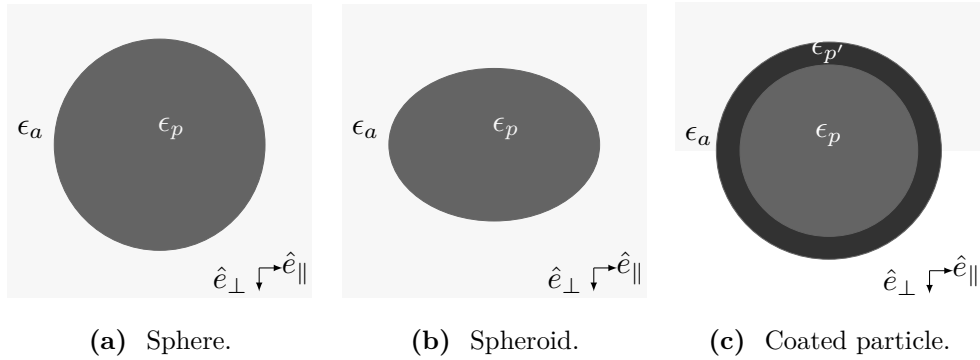 ϵₐ ϵₚ ê⊥ ê∥
ϵₐ ϵₚ ê⊥ ê∥
ϵₐ ϵₚ′ ϵₚ ê⊥ ê∥
(a) Sphere.
(b) Spheroid.
(c) Coated particle.